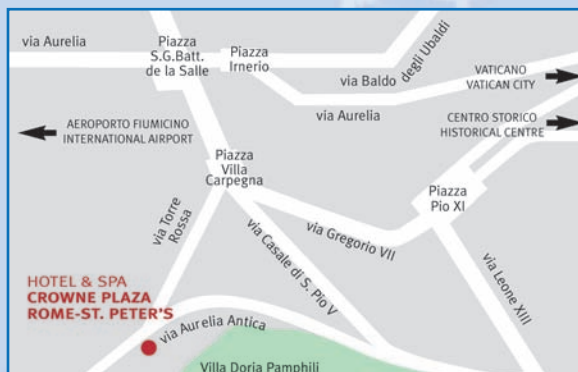 via Aurelia
Piazza
S.G.Batt.
de la Salle
Piazza
Irnerio
via Baldo degli Ubaldi
via Aurelia
VATICANO
VATICAN CITY
AEROPORTO FIUMICINO
INTERNATIONAL AIRPORT
CENTRO STORICO
HISTORICAL CENTRE
Piazza
Villa
Carpegna
Piazza
Pio XI
via Torre
Rossa
via Gregorio VII
via Casale di S. Pio V
via Leone XIII
HOTEL & SPA
CROWNE PLAZA
ROME-ST. PETER'S
via Aurelia Antica
Villa Doria Pamphili